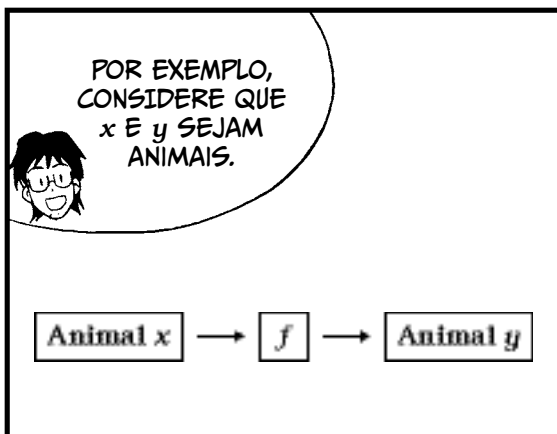 POR EXEMPLO,
CONSIDERE QUE
x E y SEJAM
ANIMAIS.
Animal x → f → Animal y